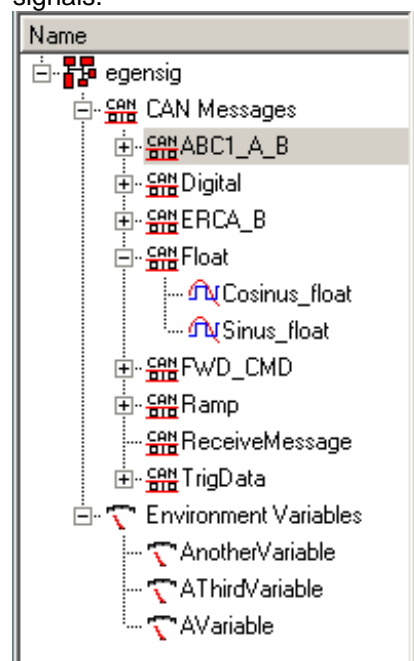 signals.
Name
egensig
CAN Messages
ABC1_A_B
Digital
ERCA_B
Float
Cosinus_float
Sinus_float
FWD_CMD
Ramp
ReceiveMessage
TrigData
Environment Variables
AnotherVariable
AThirdVariable
AVariable